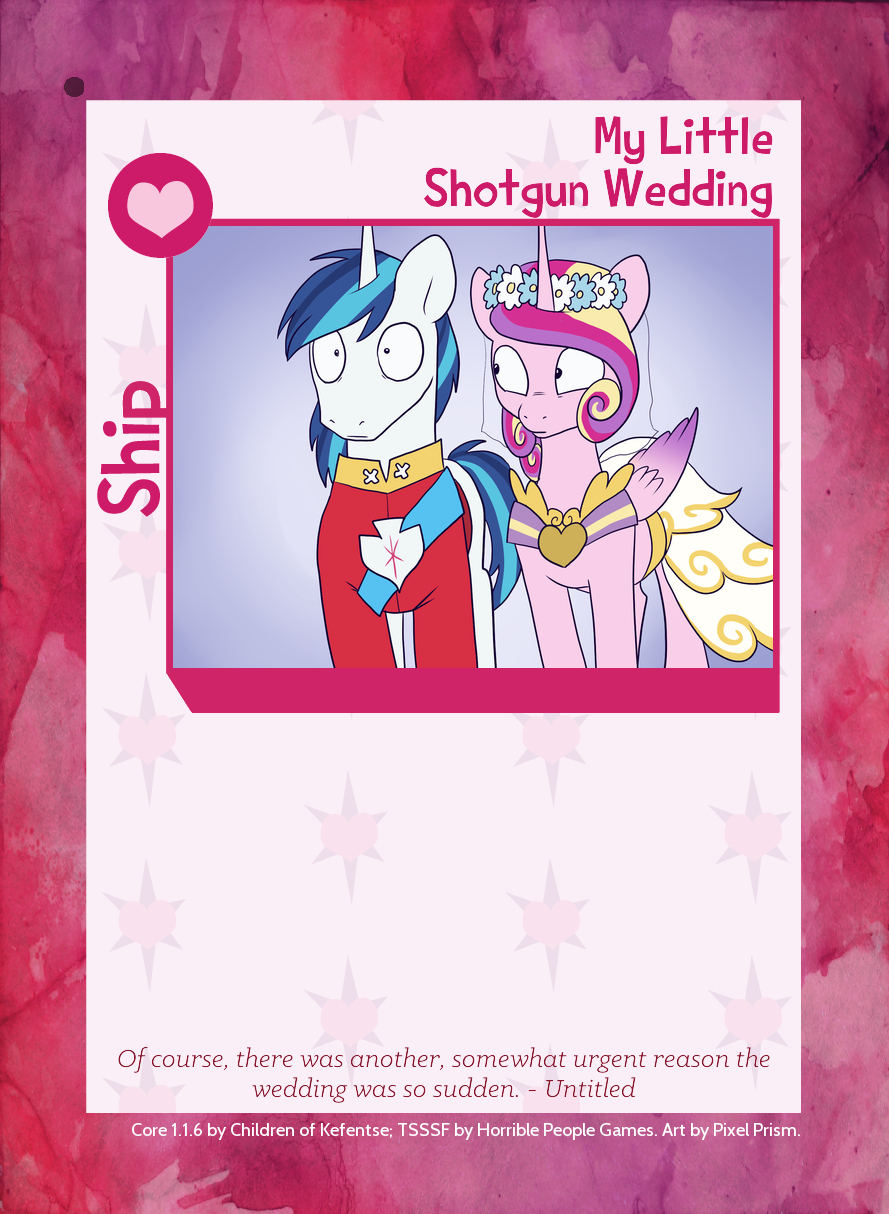 My Little
Shotgun Wedding
Ship
Of course, there was another, somewhat urgent reason the
wedding was so sudden. - Untitled
Core 1.1.6 by Children of Kefentse; TSSSF by Horrible People Games. Art by Pixel Prism.